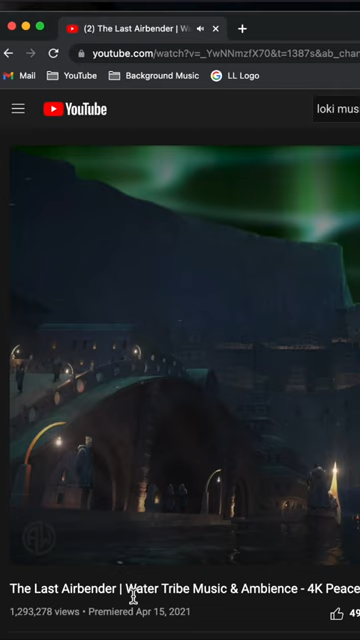 (2) The Last Airbender | W
youtube.com/watch?v=_YwNNmzfX70&t=1387s&ab_chan
Mail YouTube Background Music LL Logo
YouTube
loki mus
AW
The Last Airbender | Water Tribe Music & Ambience - 4K Peace
1,293,278 views • Premiered Apr 15, 2021
49